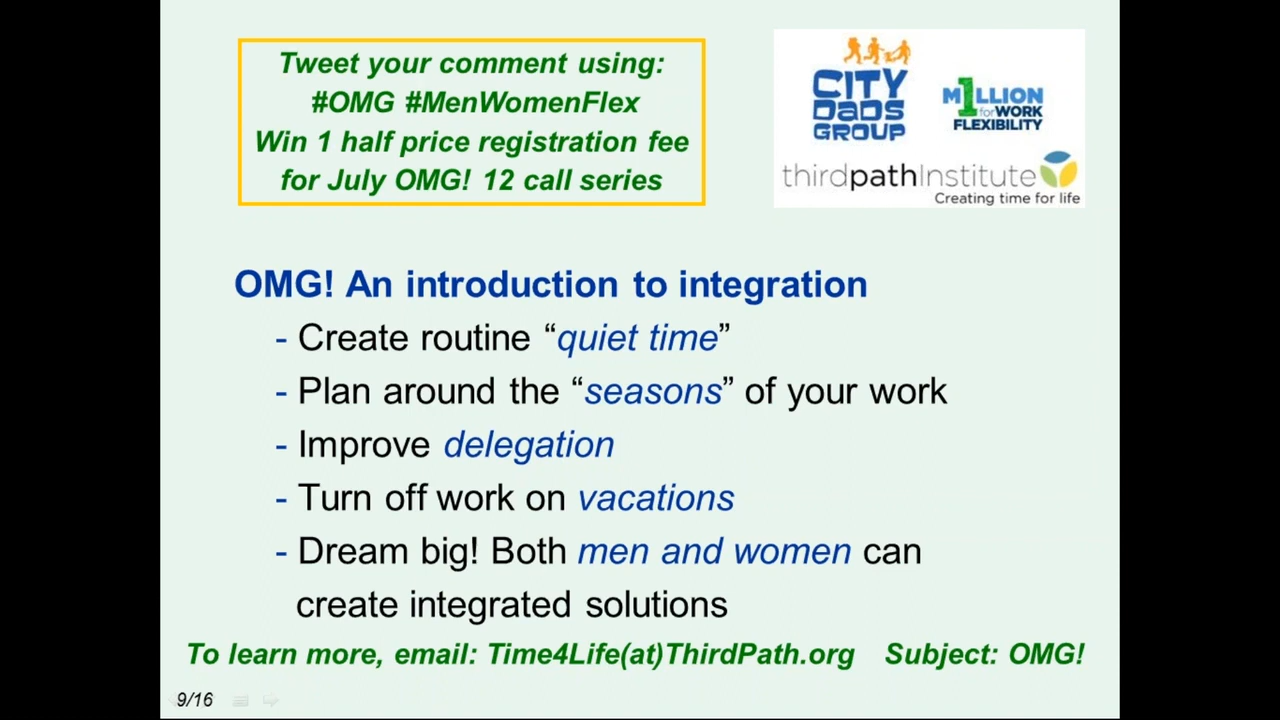 Tweet your comment using:
#OMG #MenWomenFlex
Win 1 half price registration fee
for July OMG! 12 call series
CITY
DADS
GROUP
M1LLION
for WORK
FLEXIBILITY
thirdpathInstitute
Creating time for life
OMG! An introduction to integration
- Create routine “quiet time”
- Plan around the “seasons” of your work
- Improve delegation
- Turn off work on vacations
- Dream big! Both men and women can
create integrated solutions
To learn more, email: Time4Life(at)ThirdPath.org Subject: OMG!
9/16